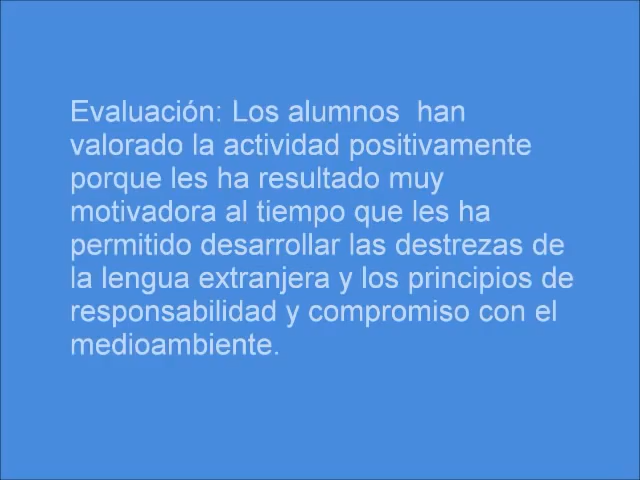 Evaluación: Los alumnos  han
valorado la actividad positivamente
porque les ha resultado muy
motivadora al tiempo que les ha
permitido desarrollar las destrezas de
la lengua extranjera y los principios de
responsabilidad y compromiso con el
medioambiente.